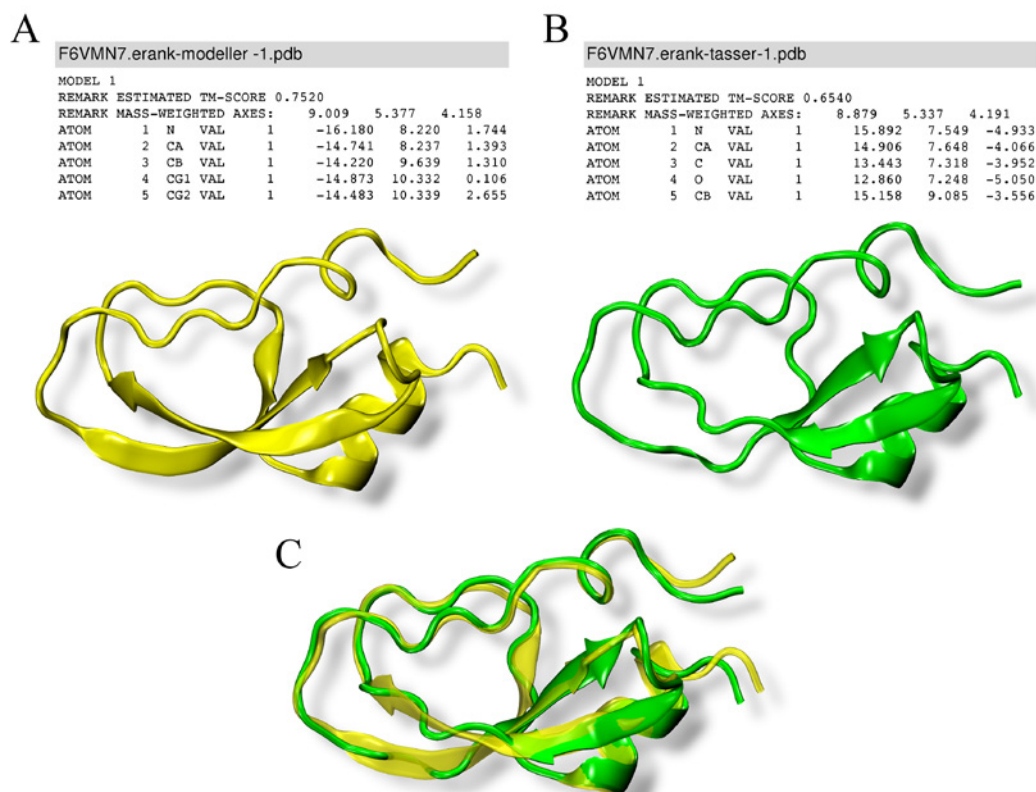 A
F6VMN7.erank-modeller -1.pdb
MODEL 1
REMARK ESTIMATED TM-SCORE 0.7520
REMARK MASS-WEIGHTED AXES: 9.009 5.377 4.158
ATOM 1 N VAL 1 -16.180 8.220 1.744
ATOM 2 CA VAL 1 -14.741 8.237 1.393
ATOM 3 CB VAL 1 -14.220 9.639 1.310
ATOM 4 CG1 VAL 1 -14.873 10.332 0.106
ATOM 5 CG2 VAL 1 -14.483 10.339 2.655
B
F6VMN7.erank-tasser-1.pdb
MODEL 1
REMARK ESTIMATED TM-SCORE 0.6540
REMARK MASS-WEIGHTED AXES: 8.879 5.337 4.191
ATOM 1 N VAL 1 15.892 7.549 -4.933
ATOM 2 CA VAL 1 14.906 7.648 -4.066
ATOM 3 C VAL 1 13.443 7.318 -3.952
ATOM 4 O VAL 1 12.860 7.248 -5.050
ATOM 5 CB VAL 1 15.158 9.085 -3.556
C